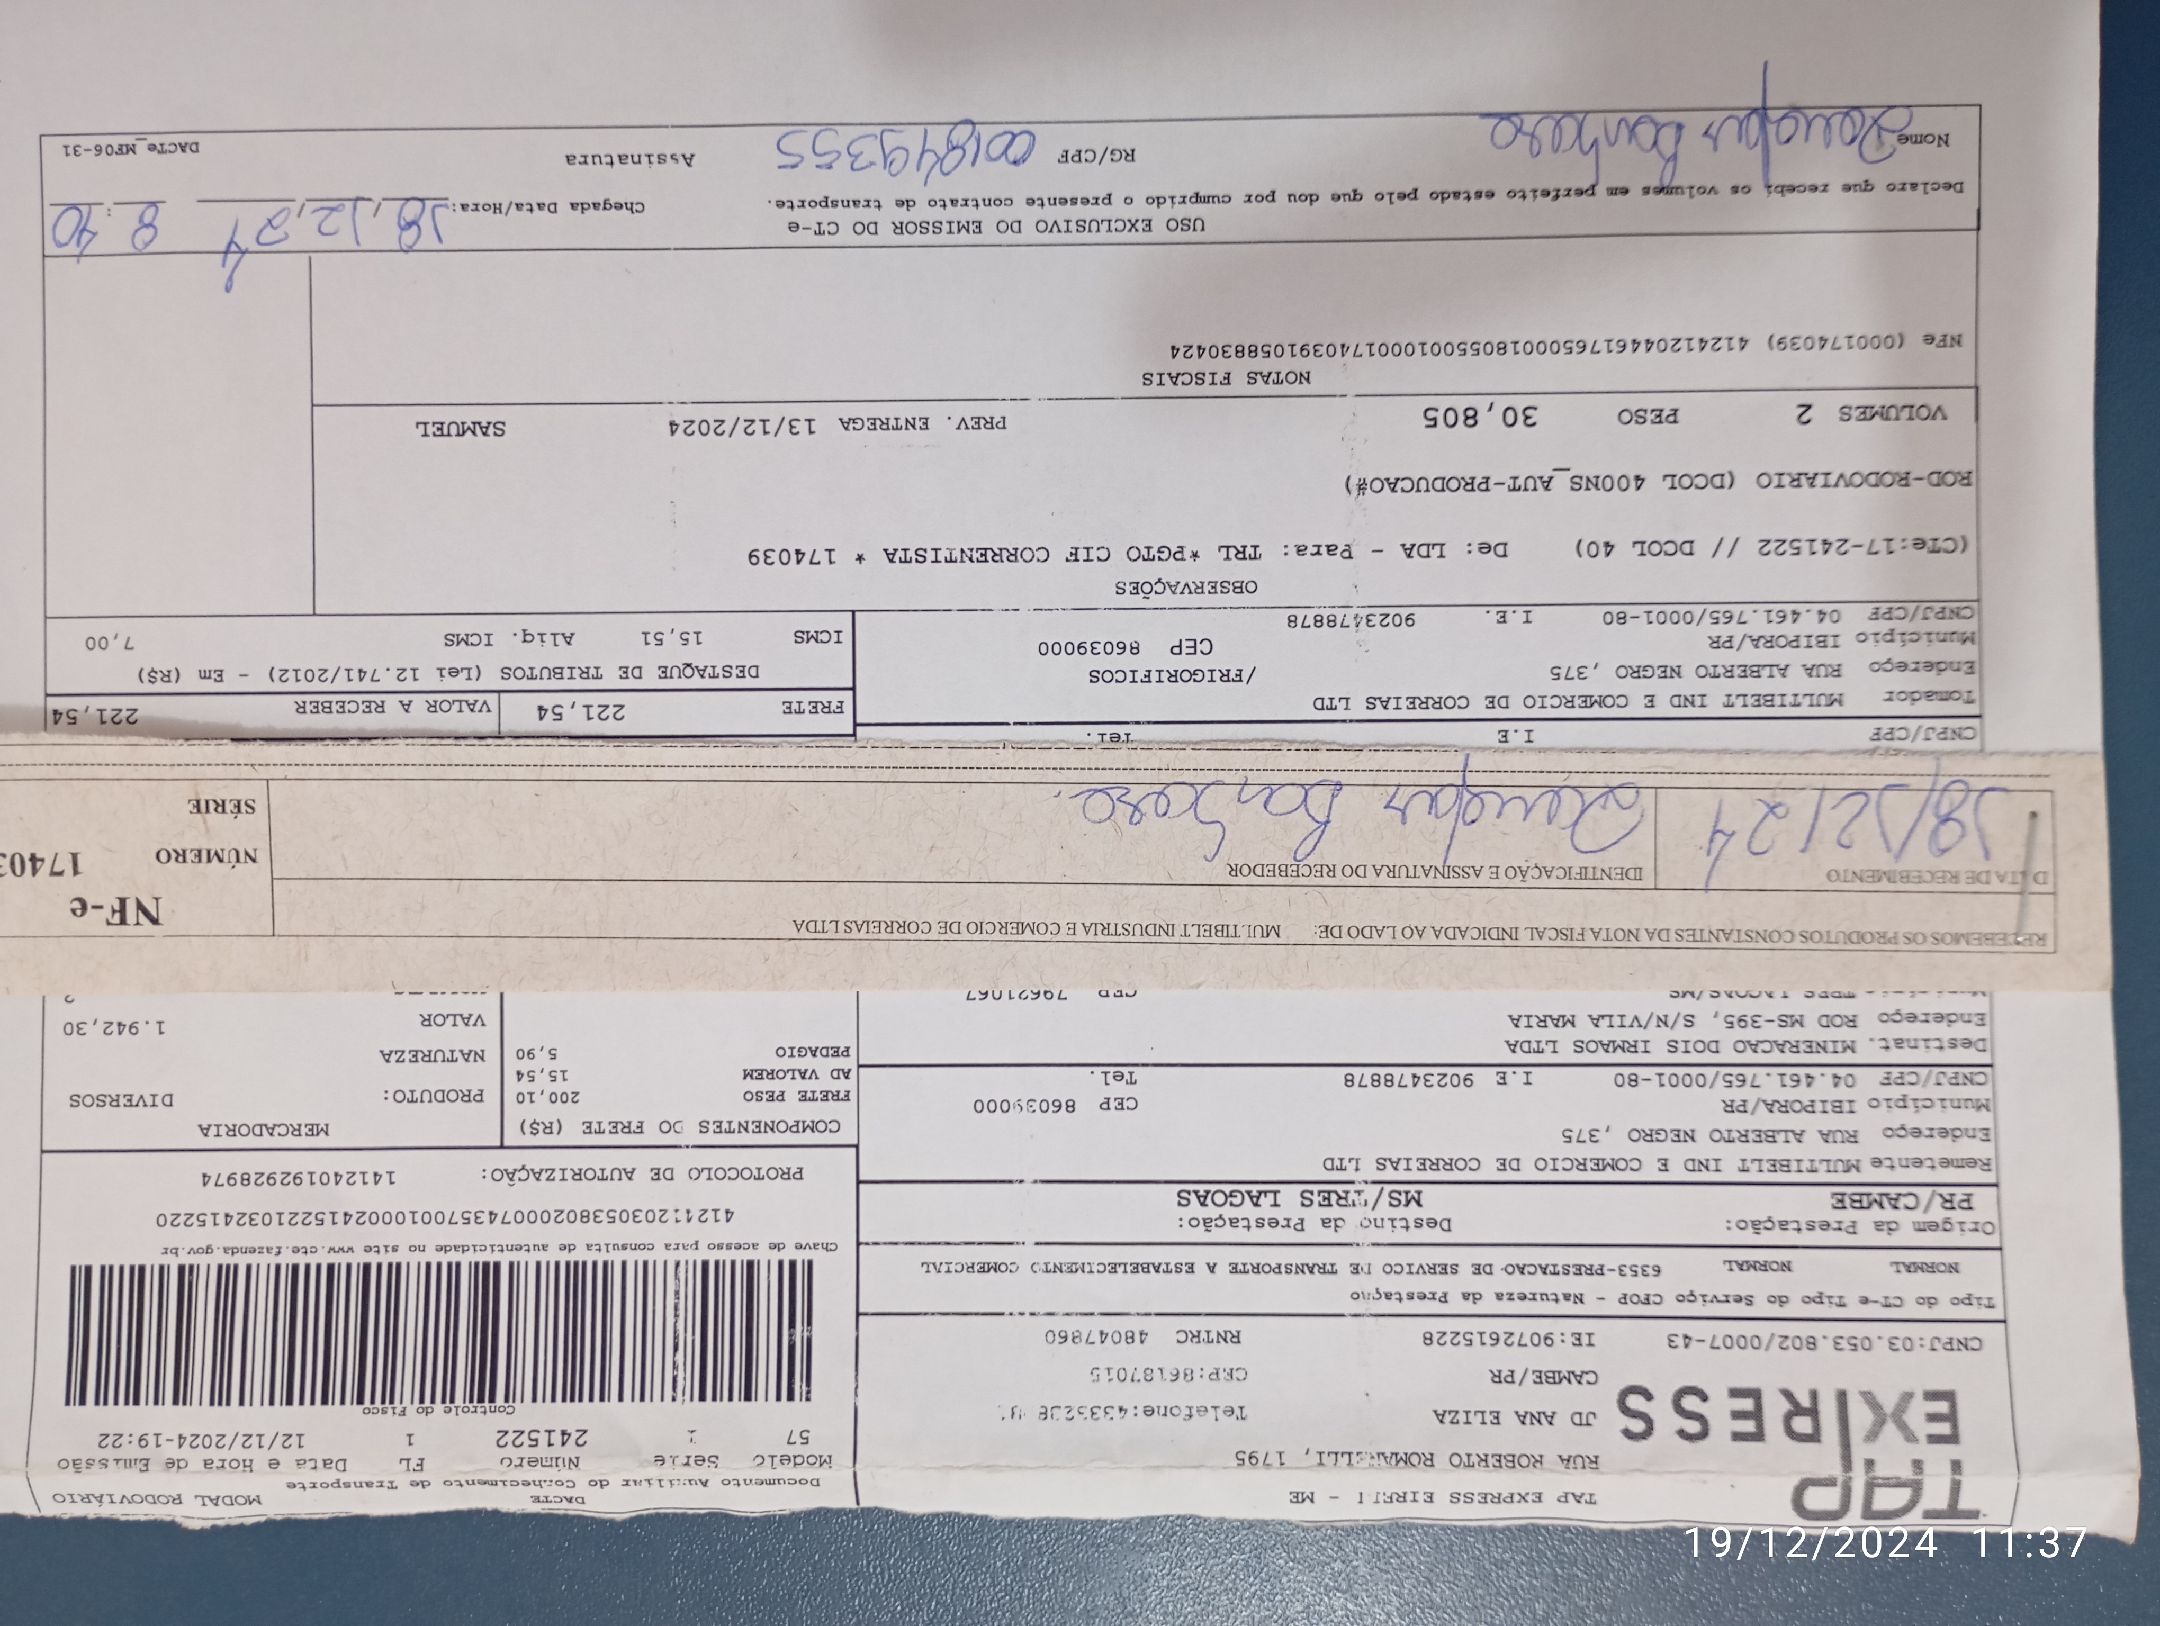 TAP EXPRESS
TAP EXPRESS EIRELI - ME
RUA ROBERTO ROMANELLI, 1795
JD ANA ELIZA
CAMBE/PR
CEP:86187015
CNPJ:03.053.802/0007-43 IE:9072615228 RNTRC 48047860
Tipo do CT-e Tipo do Serviço CFOP - Natureza da Prestação
NORMAL NORMAL 6353-PRESTACAO DE SERVICO DE TRANSPORTE A ESTABELECIMENTO COMERCIAL
Origem da Prestação: Destino da Prestação:
PR/CAMBE MS/TRES LAGOAS
Remetente MULTIBELT IND E COMERCIO DE CORREIAS LTD
Endereço RUA ALBERTO NEGRO ,375
Município IBIPORA/PR CEP 86039000
CNPJ/CPF 04.461.765/0001-80 I.E 9023478878 Tel.
Destinat. MINERACAO DOIS IRMAOS LTDA
Endereço ROD MS-395, S/N/VILA MARIA
Município TRES LAGOAS/MS CEP 79621067
DACTE MODAL RODOVIÁRIO
Documento Auxiliar do Conhecimento de Transporte
Modelo Série Número FL Data e Hora de Emissão
57 1 241522 1 12/12/2024-19:22
Controle do Fisco
Chave de acesso para consulta de autenticidade no site www.cte.fazenda.gov.br
PROTOCOLO DE AUTORIZAÇÃO: 141240192928974
COMPONENTES DO FRETE (R$)
FRETE PESO 200,10
AD VALOREM 15,54
PEDAGIO 5,90
MERCADORIA
PRODUTO: DIVERSOS
NATUREZA
VALOR 1.942,30
RECEBEMOS OS PRODUTOS CONSTANTES DA NOTA FISCAL INDICADA AO LADO DE: MULTIBELT INDUSTRIA E COMERCIO DE CORREIAS LTDA
DATA DE RECEBIMENTO IDENTIFICAÇÃO E ASSINATURA DO RECEBEDOR
18/12/24
NF-e
NÚMERO 17403
SÉRIE
CNPJ/CPF I.E Tel.
Tomador MULTIBELT IND E COMERCIO DE CORREIAS LTD
Endereço RUA ALBERTO NEGRO ,375 /FRIGORIFICOS
Município IBIPORA/PR CEP 86039000
CNPJ/CPF 04.461.765/0001-80 I.E. 9023478878
FRETE 221,54 VALOR A RECEBER 221,54
DESTAQUE DE TRIBUTOS (Lei 12.741/2012) - Em (R$)
ICMS 15,51 Aliq. ICMS 7,00
OBSERVAÇÕES
(CTe:17-241522 // DCOL 40) De: LDA - Para: TRL *PGTO CIF CORRENTISTA * 174039
ROD-RODOVIARIO (DCOL 400NS_AUT-PRODUCAO#)
VOLUMES 2 PESO 30,805 PREV. ENTREGA 13/12/2024 SAMUEL
NOTAS FISCAIS
NFe (000174039) 41241204461765000180550010001740391058830424
USO EXCLUSIVO DO EMISSOR DO CT-e
Declaro que recebi os volumes em perfeito estado pelo que dou por cumprido o presente contrato de transporte. Chegada Data/Hora: 18,12,24 8:10
Nome RG/CPF 001849355 Assinatura DACTe_MF06-31
19/12/2024 11:37